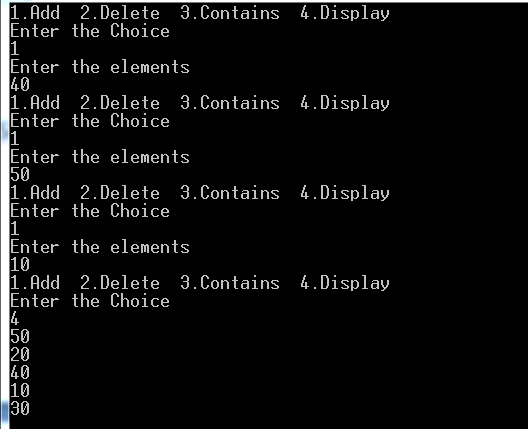 1.Add  2.Delete  3.Contains  4.Display
Enter the Choice
1
Enter the elements
40
1.Add  2.Delete  3.Contains  4.Display
Enter the Choice
1
Enter the elements
50
1.Add  2.Delete  3.Contains  4.Display
Enter the Choice
1
Enter the elements
10
1.Add  2.Delete  3.Contains  4.Display
Enter the Choice
4
50
20
40
10
30